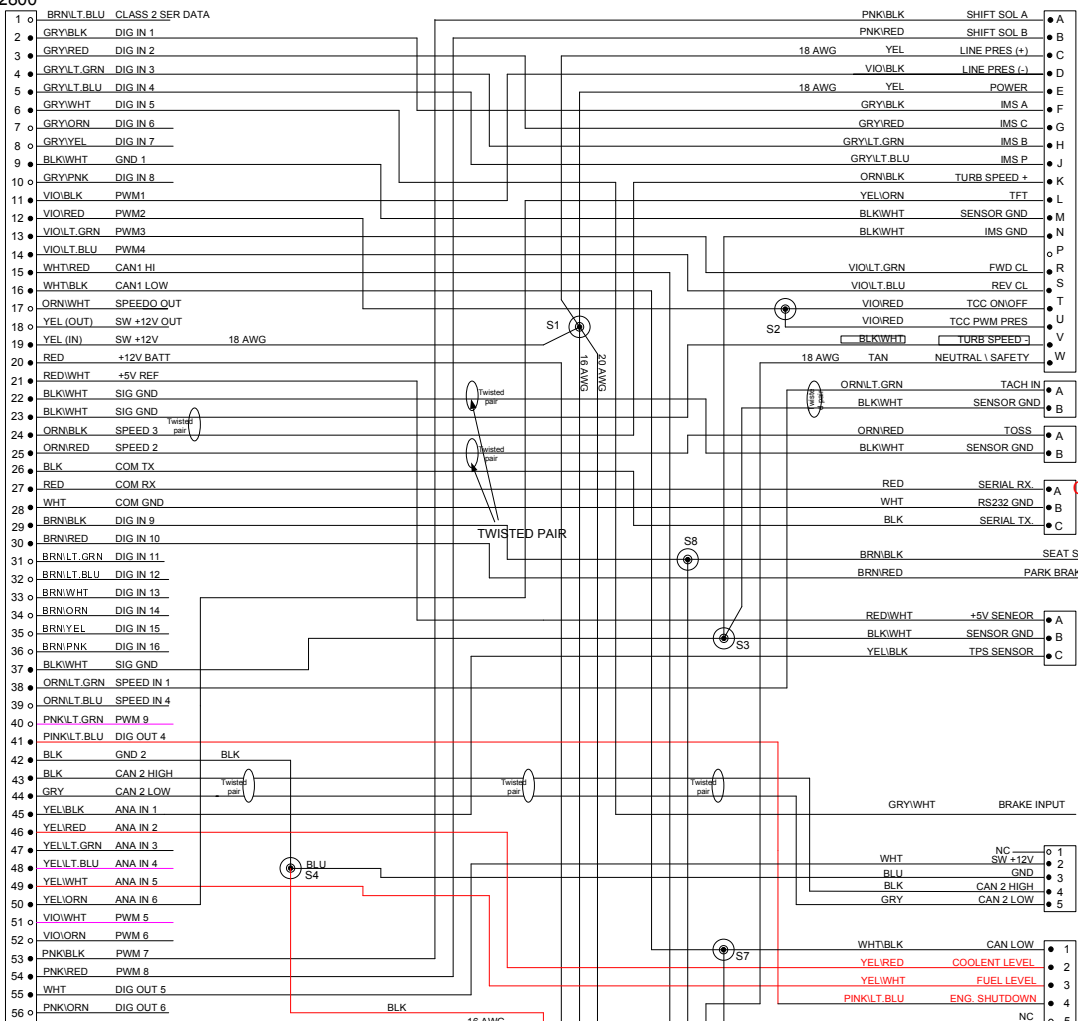 2800
1 BRN\LT.BLU CLASS 2 SER DATA
2 GRY\BLK DIG IN 1
3 GRY\RED DIG IN 2
4 GRY\LT.GRN DIG IN 3
5 GRY\LT.BLU DIG IN 4
6 GRY\WHT DIG IN 5
7 GRY\ORN DIG IN 6
8 GRY\YEL DIG IN 7
9 BLK\WHT GND 1
10 GRY\PNK DIG IN 8
11 VIO\BLK PWM1
12 VIO\RED PWM2
13 VIO\LT.GRN PWM3
14 VIO\LT.BLU PWM4
15 WHT\RED CAN1 HI
16 WHT\BLK CAN1 LOW
17 ORN\WHT SPEEDO OUT
18 YEL (OUT) SW +12V OUT
19 YEL (IN) SW +12V 18 AWG
20 RED +12V BATT
21 RED\WHT +5V REF
22 BLK\WHT SIG GND
23 BLK\WHT SIG GND
24 ORN\BLK SPEED 3
25 ORN\RED SPEED 2
26 BLK COM TX
27 RED COM RX
28 WHT COM GND
29 BRN\BLK DIG IN 9
30 BRN\RED DIG IN 10
31 BRN\LT.GRN DIG IN 11
32 BRN\LT.BLU DIG IN 12
33 BRN\WHT DIG IN 13
34 BRN\ORN DIG IN 14
35 BRN\YEL DIG IN 15
36 BRN\PNK DIG IN 16
37 BLK\WHT SIG GND
38 ORN\LT.GRN SPEED IN 1
39 ORN\LT.BLU SPEED IN 4
40 PNK\LT.GRN PWM 9
41 PINK\LT.BLU DIG OUT 4
42 BLK GND 2 BLK
43 BLK CAN 2 HIGH
44 GRY CAN 2 LOW
45 YEL\BLK ANA IN 1
46 YEL\RED ANA IN 2
47 YEL\LT.GRN ANA IN 3
48 YEL\LT.BLU ANA IN 4
49 YEL\WHT ANA IN 5
50 YEL\ORN ANA IN 6
51 VIO\WHT PWM 5
52 VIO\ORN PWM 6
53 PNK\BLK PWM 7
54 PNK\RED PWM 8
55 WHT DIG OUT 5
56 PNK\ORN DIG OUT 6 BLK
16 AWG
Twisted
pair
Twisted
pair
Twisted
pair
TWISTED PAIR
S1
16 AWG
20 AWG
S2
S8
S3
Twisted
pair
Twisted
pair
Twisted
pair
BLU
S4
S7
PNK\BLK SHIFT SOL A A
PNK\RED SHIFT SOL B B
18 AWG YEL LINE PRES (+) C
VIO\BLK LINE PRES (-) D
18 AWG YEL POWER E
GRY\BLK IMS A F
GRY\RED IMS C G
GRY\LT.GRN IMS B H
GRY\LT.BLU IMS P J
ORN\BLK TURB SPEED + K
YEL\ORN TFT L
BLK\WHT SENSOR GND M
BLK\WHT IMS GND N
P
VIO\LT.GRN FWD CL R
VIO\LT.BLU REV CL S
VIO\RED TCC ON\OFF T
VIO\RED TCC PWM PRES U
BLK\WHT TURB SPEED - V
18 AWG TAN NEUTRAL \ SAFETY W
ORN\LT.GRN TACH IN A
BLK\WHT SENSOR GND B
ORN\RED TOSS A
BLK\WHT SENSOR GND B
RED SERIAL RX. A
WHT RS232 GND B
BLK SERIAL TX. C
BRN\BLK SEAT S
BRN\RED PARK BRAK
RED\WHT +5V SENEOR A
BLK\WHT SENSOR GND B
YEL\BLK TPS SENSOR C
GRY\WHT BRAKE INPUT
NC 1
WHT SW +12V 2
BLU GND 3
BLK CAN 2 HIGH 4
GRY CAN 2 LOW 5
WHT\BLK CAN LOW 1
YEL\RED COOLENT LEVEL 2
YEL\WHT FUEL LEVEL 3
PINK\LT.BLU ENG. SHUTDOWN 4
NC 5